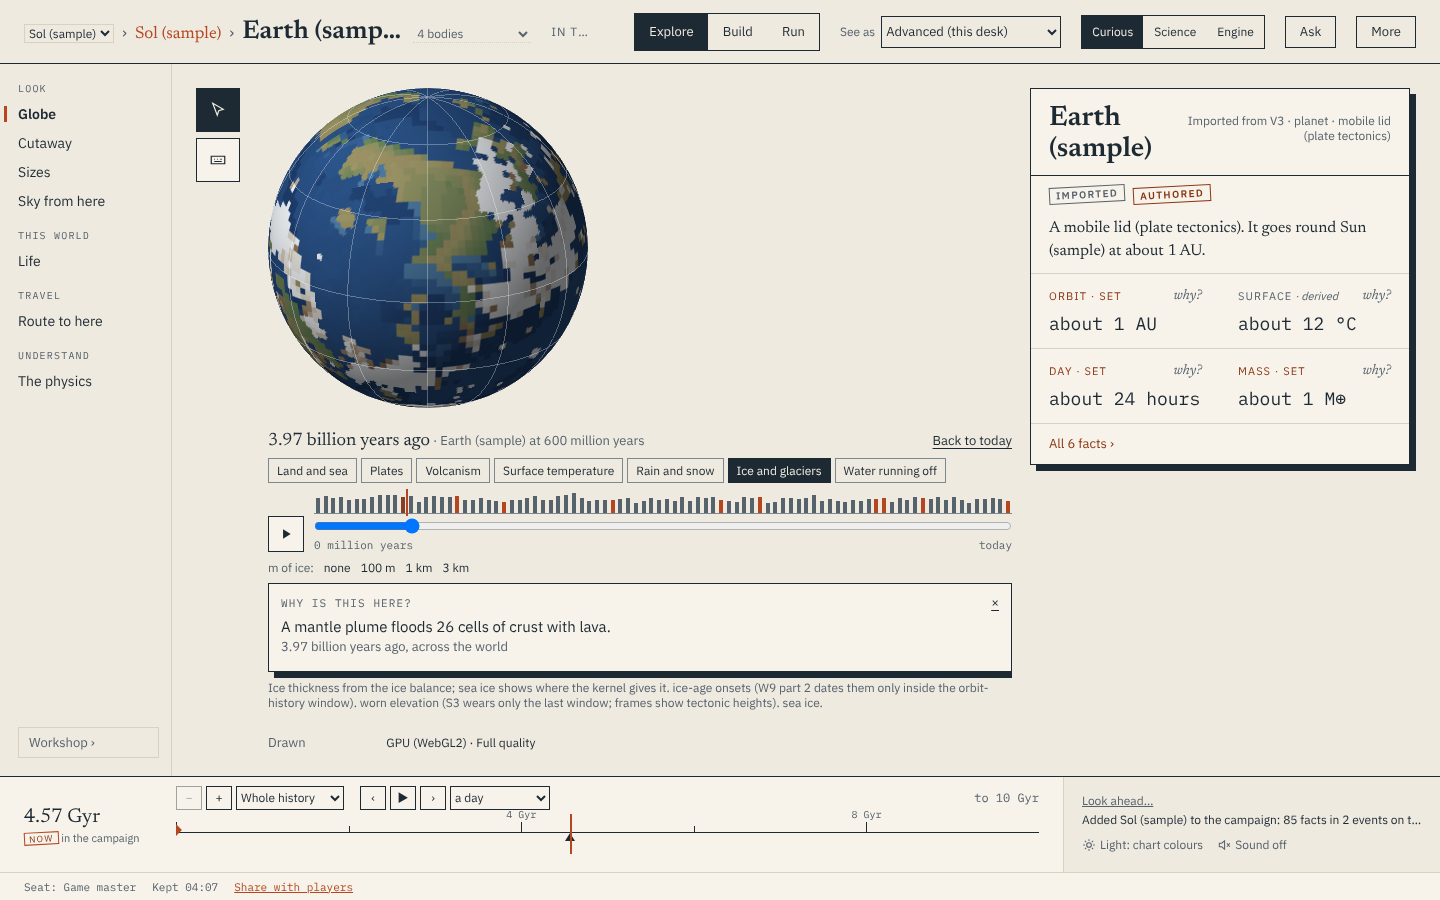 Sol (sample) › Sol (sample) › Earth (samp... 4 bodies IN T... Explore Build Run See as Advanced (this desk) Curious Science Engine Ask More
LOOK
Globe
Cutaway
Sizes
Sky from here
THIS WORLD
Life
TRAVEL
Route to here
UNDERSTAND
The physics
Workshop ›
3.97 billion years ago · Earth (sample) at 600 million years Back to today
Land and sea Plates Volcanism Surface temperature Rain and snow Ice and glaciers Water running off
0 million years today
m of ice: none 100 m 1 km 3 km
WHY IS THIS HERE? ×
A mantle plume floods 26 cells of crust with lava.
3.97 billion years ago, across the world
Ice thickness from the ice balance; sea ice shows where the kernel gives it. ice-age onsets (W9 part 2 dates them only inside the orbit-
history window). worn elevation (S3 wears only the last window; frames show tectonic heights). sea ice.
Drawn GPU (WebGL2) · Full quality
Earth
(sample)
Imported from V3 · planet · mobile lid
(plate tectonics)
IMPORTED AUTHORED
A mobile lid (plate tectonics). It goes round Sun
(sample) at about 1 AU.
ORBIT · SET why? SURFACE · derived why?
about 1 AU about 12 °C
DAY · SET why? MASS · SET why?
about 24 hours about 1 M⊕
All 6 facts ›
4.57 Gyr
NOW in the campaign
− + Whole history ‹ › a day to 10 Gyr
4 Gyr 8 Gyr
Look ahead...
Added Sol (sample) to the campaign: 85 facts in 2 events on t...
Light: chart colours Sound off
Seat: Game master Kept 04:07 Share with players